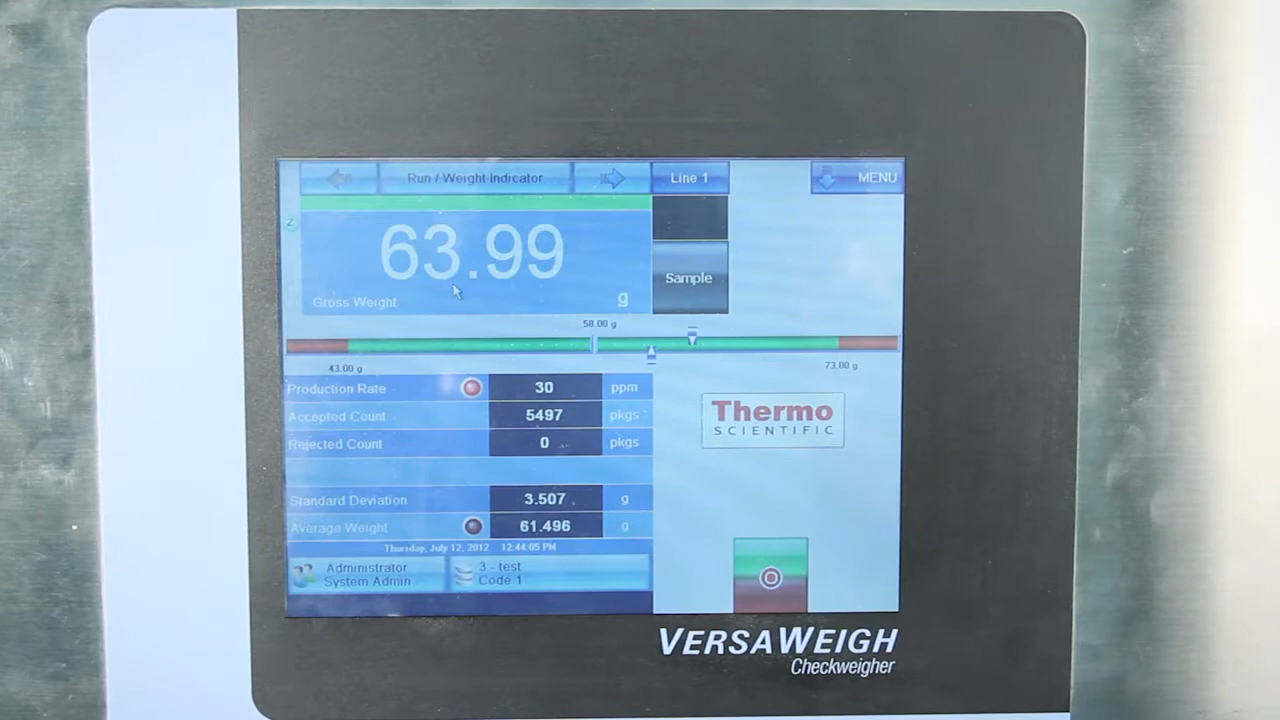 Run / Weight Indicator
Line 1
MENU
Z
63.99
Gross Weight
g
Sample
58.00 g
43.00 g
73.00 g
Production Rate 30 ppm
Accepted Count 5497 pkgs
Rejected Count 0 pkgs
Standard Deviation 3.507 g
Average Weight 61.496 g
Thursday, July 12, 2012 12:44:05 PM
Administrator
System Admin
3 - test
Code 1
Thermo
SCIENTIFIC
VERSAWEIGH
Checkweigher